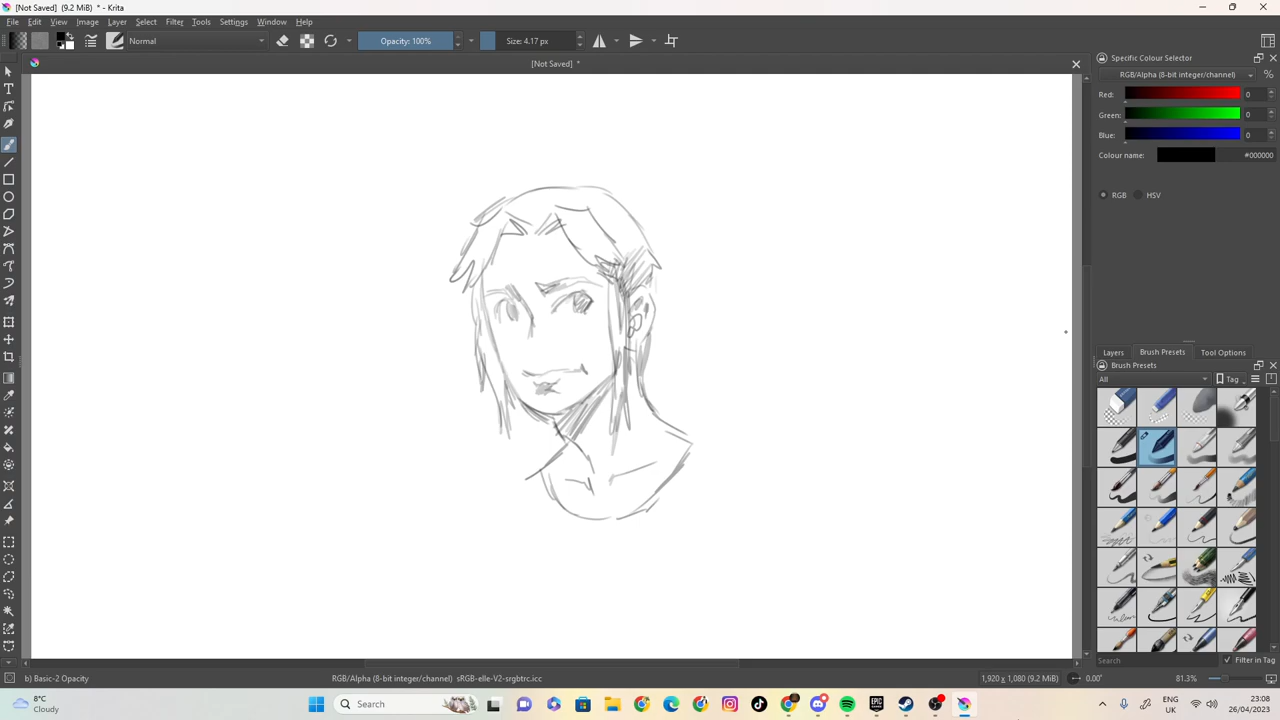 [Not Saved] (9.2 MiB) * - Krita
File Edit View Image Layer Select Filter Tools Settings Window Help
Normal
Opacity: 100%
Size: 4.17 px
[Not Saved] *
Specific Colour Selector
RGB/Alpha (8-bit integer/channel)
%
Red: 0
Green: 0
Blue: 0
Colour name: #000000
RGB HSV
Layers Brush Presets Tool Options
Brush Presets
All Tag
Search Filter in Tag
b) Basic-2 Opacity
RGB/Alpha (8-bit integer/channel) sRGB-elle-V2-srgbtrc.icc
1,920 x 1,080 (9.2 MiB)
0.00°
81.3%
8°C
Cloudy
Search
ENG
UK
23:08
26/04/2023